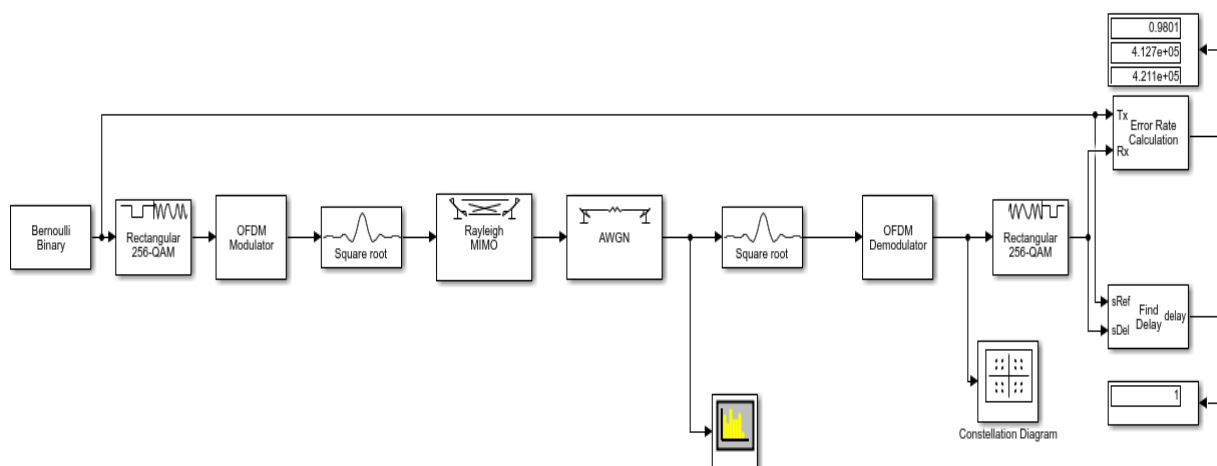 0.9801
4.127e+05
4.211e+05
Tx
Rx
Error Rate
Calculation
Bernoulli
Binary
Rectangular
256-QAM
OFDM
Modulator
Square root
Rayleigh
MIMO
AWGN
Square root
OFDM
Demodulator
Rectangular
256-QAM
sRef
sDel
Find
Delay
delay
Constellation Diagram
1